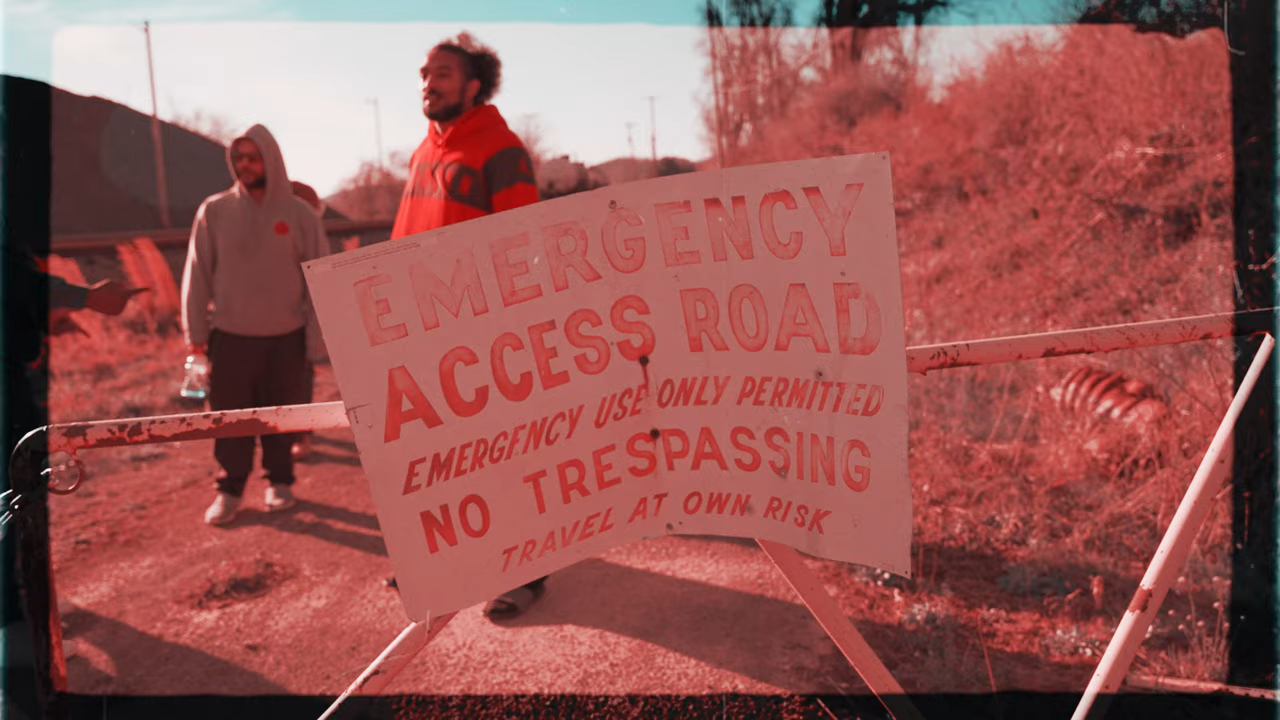 EMERGENCY
ACCESS ROAD
EMERGENCY USE ONLY PERMITTED
NO TRESPASSING
TRAVEL AT OWN RISK